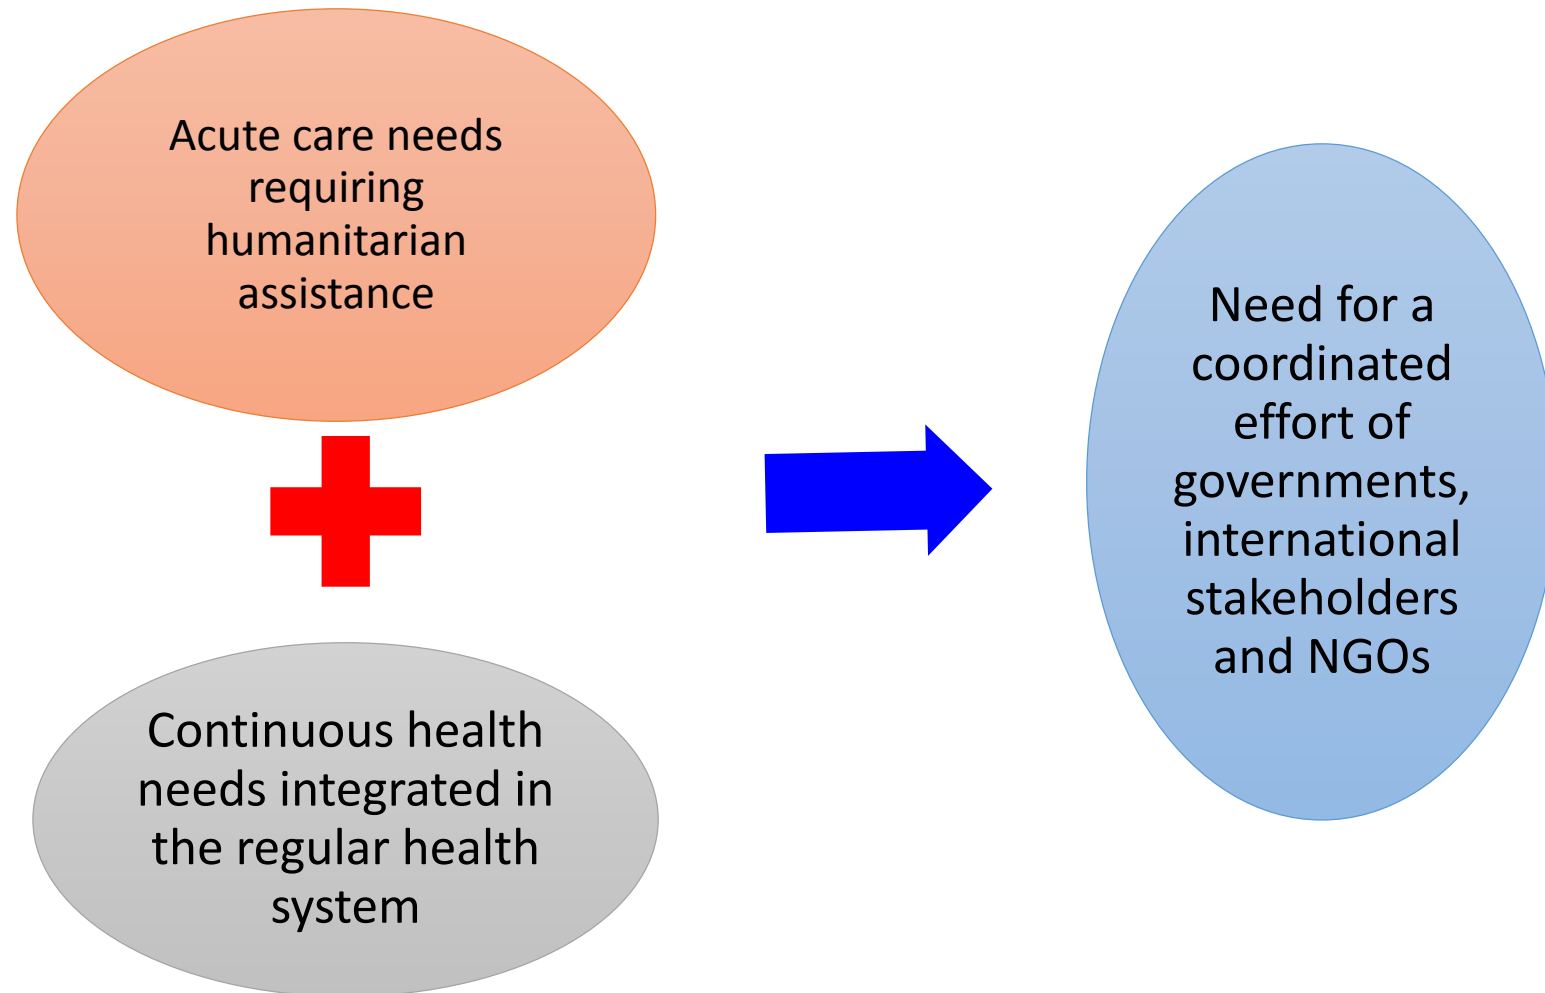 Acute care needs
requiring
humanitarian
assistance
Continuous health
needs integrated in
the regular health
system
Need for a
coordinated
effort of
governments,
international
stakeholders
and NGOs